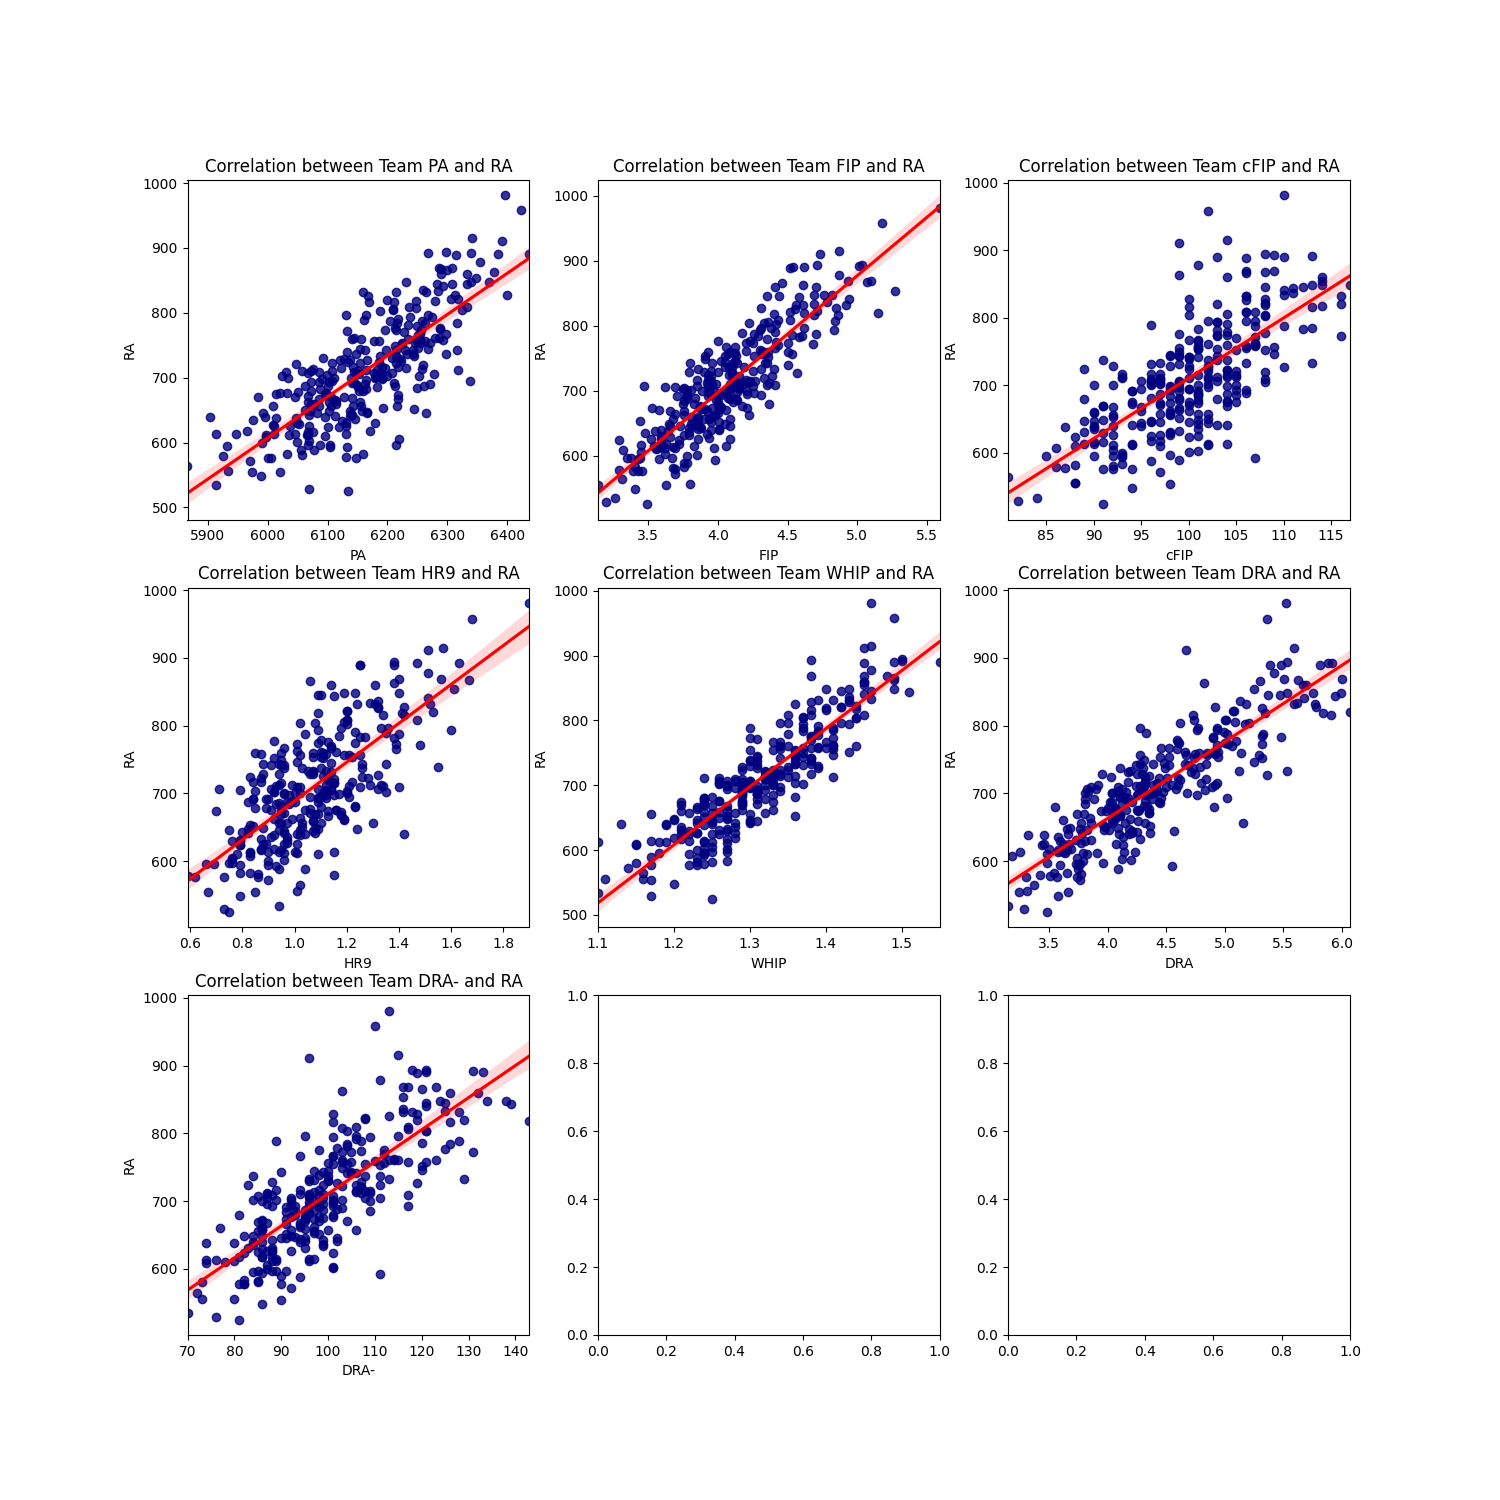 Correlation between Team PA and RA
1000
900
800
700
600
500
RA
5900 6000 6100 6200 6300 6400
PA
Correlation between Team FIP and RA
1000
900
800
700
600
RA
3.5 4.0 4.5 5.0 5.5
FIP
Correlation between Team cFIP and RA
1000
900
800
700
600
RA
85 90 95 100 105 110 115
cFIP
Correlation between Team HR9 and RA
1000
900
800
700
600
RA
0.6 0.8 1.0 1.2 1.4 1.6 1.8
HR9
Correlation between Team WHIP and RA
1000
900
800
700
600
500
RA
1.1 1.2 1.3 1.4 1.5
WHIP
Correlation between Team DRA and RA
1000
900
800
700
600
RA
3.5 4.0 4.5 5.0 5.5 6.0
DRA
Correlation between Team DRA- and RA
1000
900
800
700
600
RA
70 80 90 100 110 120 130 140
DRA-
1.0
0.8
0.6
0.4
0.2
0.0
0.0 0.2 0.4 0.6 0.8 1.0
1.0
0.8
0.6
0.4
0.2
0.0
0.0 0.2 0.4 0.6 0.8 1.0